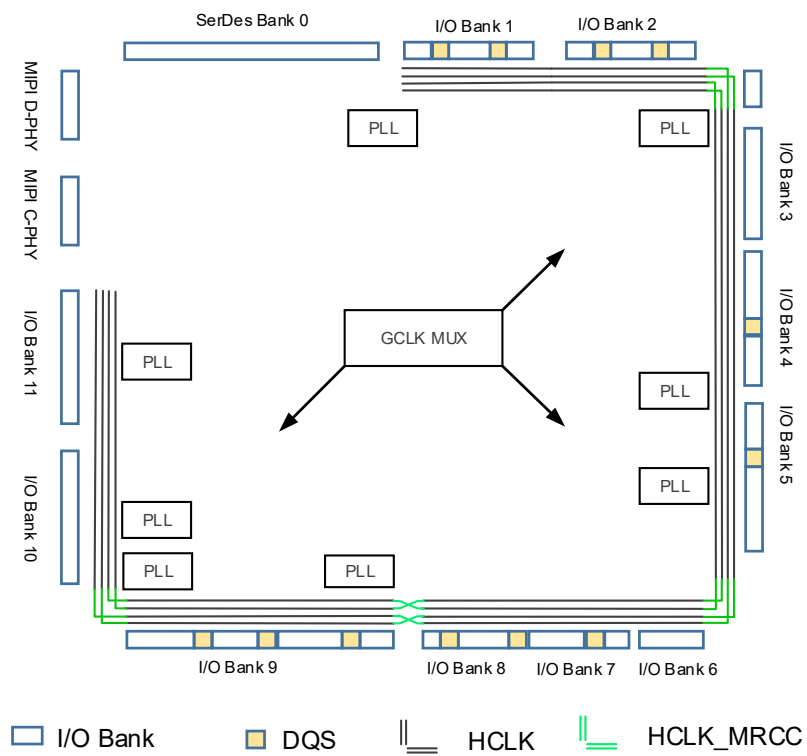 SerDes Bank 0
I/O Bank 1
I/O Bank 2
MIPI D-PHY
PLL
PLL
I/O Bank 3
MIPI C-PHY
I/O Bank 11
GCLK MUX
I/O Bank 4
PLL
PLL
I/O Bank 5
I/O Bank 10
PLL
PLL
PLL
PLL
I/O Bank 9
I/O Bank 8
I/O Bank 7
I/O Bank 6
I/O Bank
DQS
HCLK
HCLK_MRCC